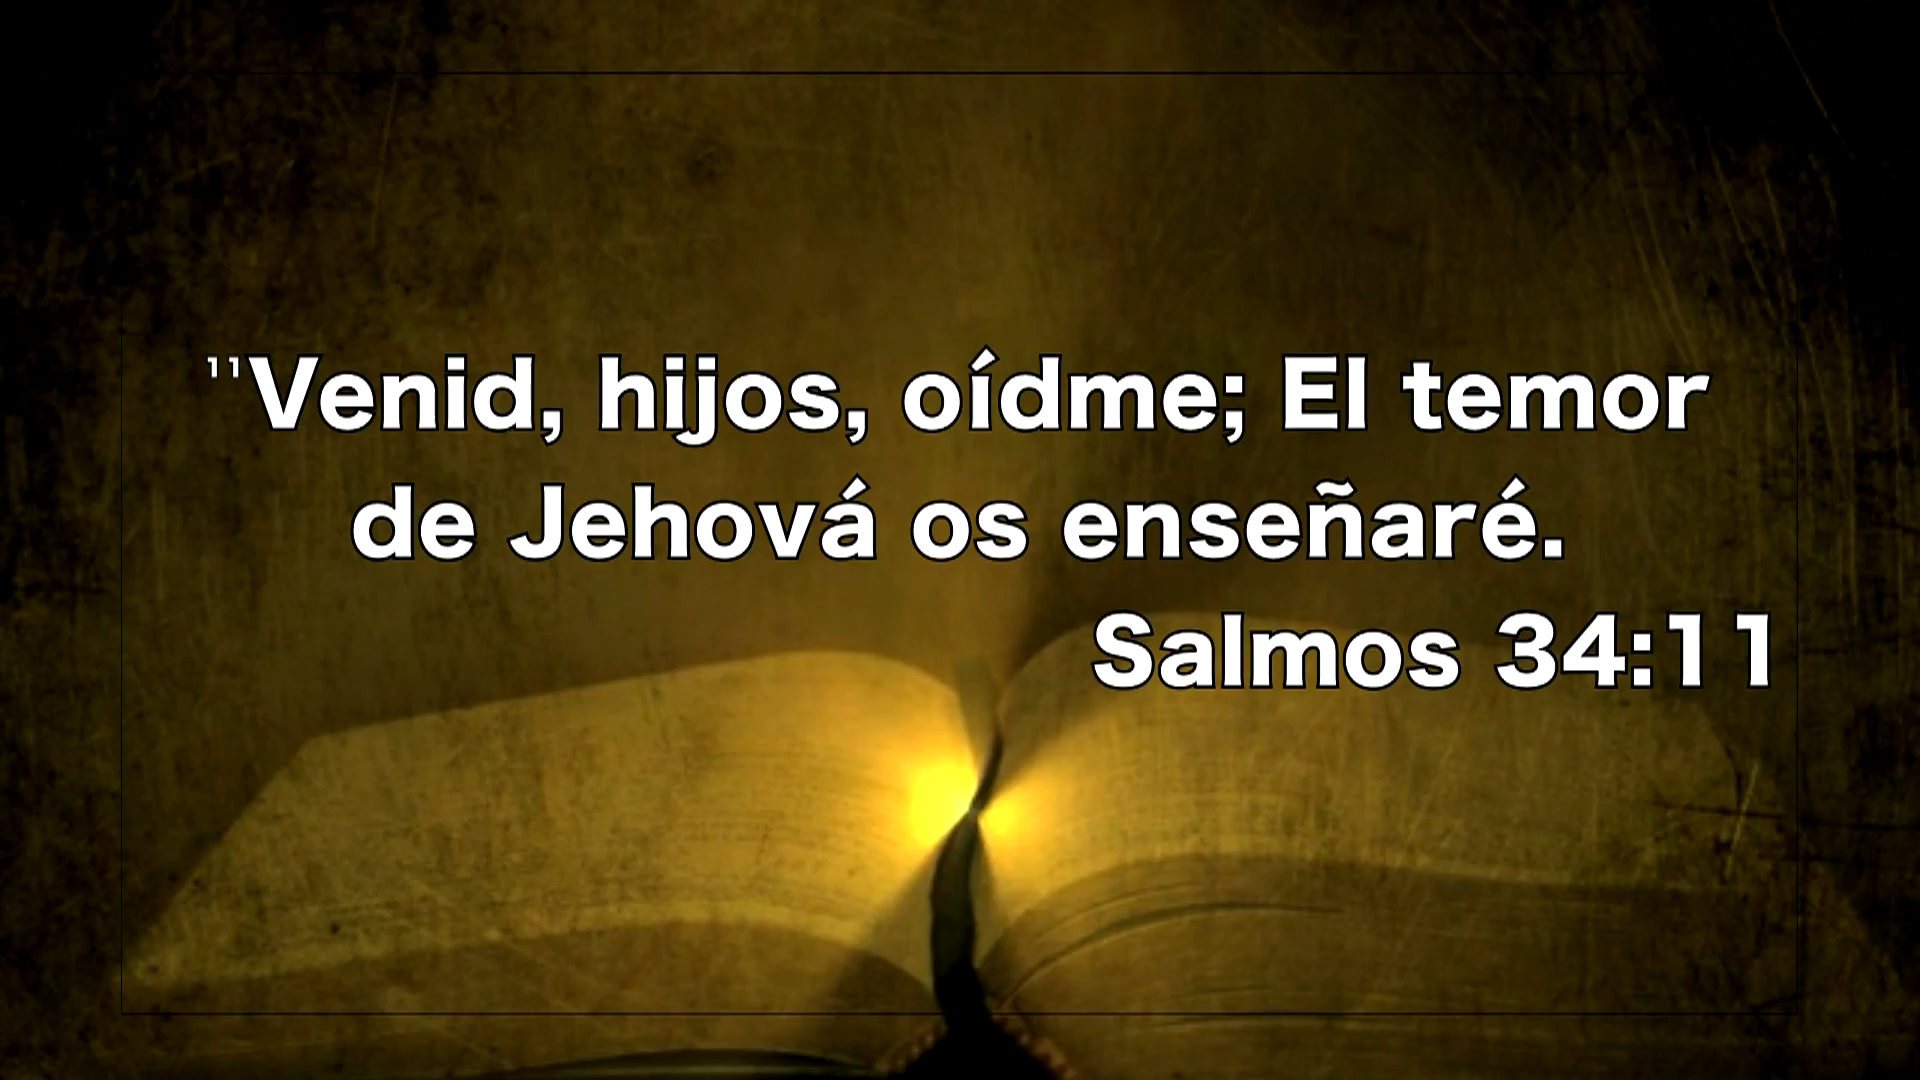 ¹¹Venid, hijos, oídme; El temor
de Jehová os enseñaré.
Salmos 34:11